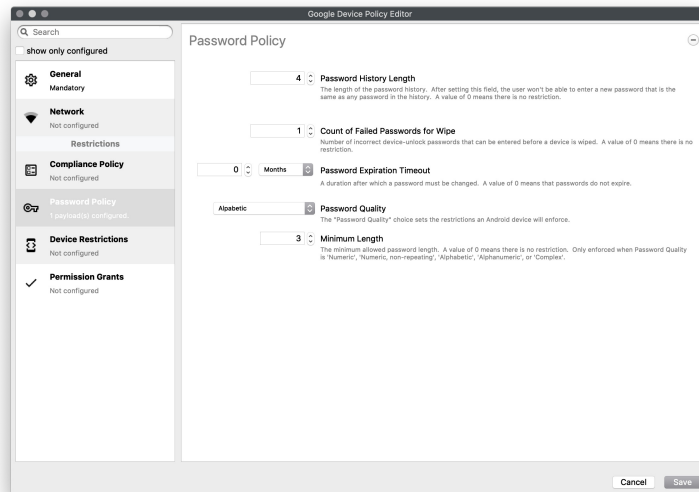 Google Device Policy Editor
Search
show only configured
General
Mandatory
Network
Not configured
Restrictions
Compliance Policy
Not configured
Password Policy
1 payload(s) configured
Device Restrictions
Not configured
Permission Grants
Not configured
Password Policy
4 Password History Length
The length of the password history. After setting this field, the user won't be able to enter a new password that is the
same as any password in the history. A value of 0 means there is no restriction.
1 Count of Failed Passwords for Wipe
Number of incorrect device-unlock passwords that can be entered before a device is wiped. A value of 0 means there is no
restriction.
0 Months Password Expiration Timeout
A duration after which a password must be changed. A value of 0 means that passwords do not expire.
Alpabetic Password Quality
The "Password Quality" choice sets the restrictions an Android device will enforce.
3 Minimum Length
The minimum allowed password length. A value of 0 means there is no restriction. Only enforced when Password Quality
is 'Numeric', 'Numeric, non-repeating', 'Alphabetic', 'Alphanumeric', or 'Complex'.
Cancel Save